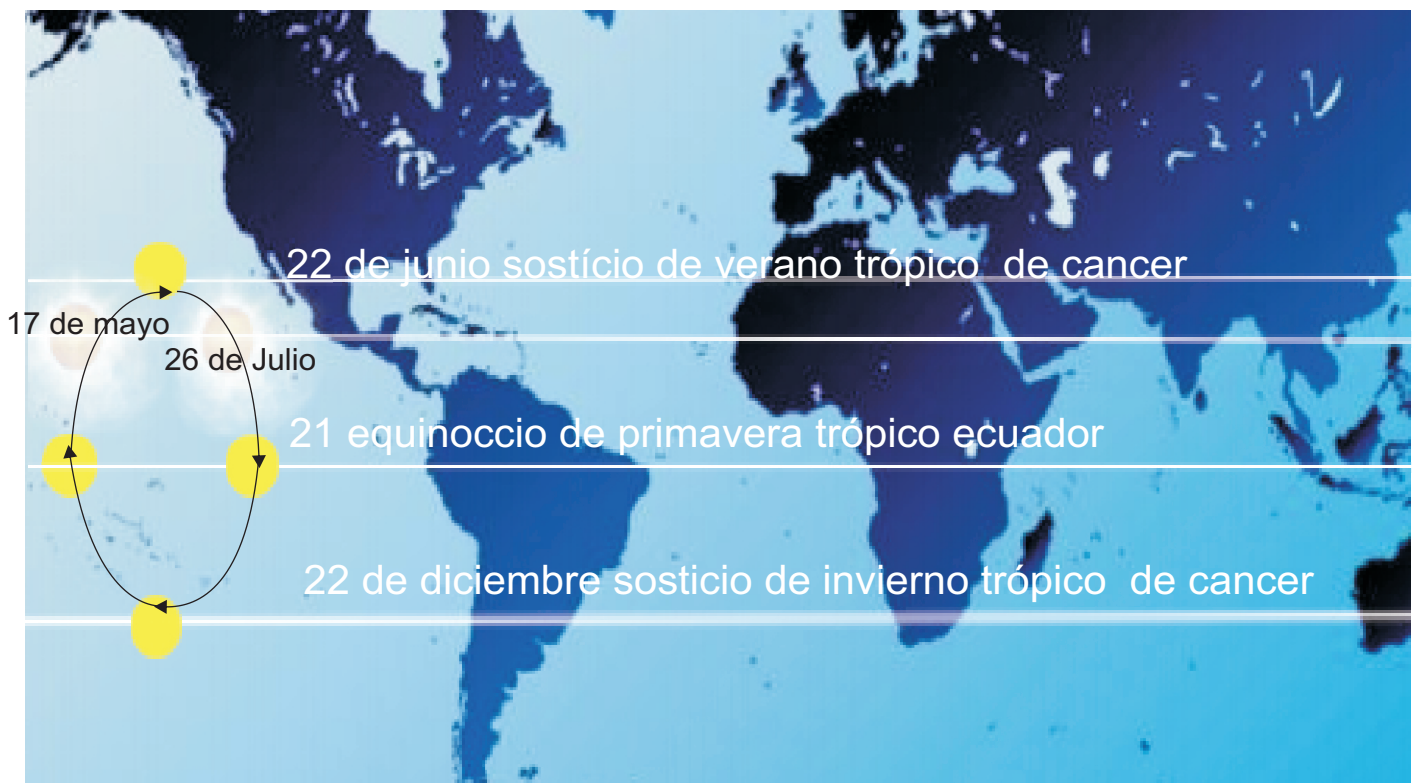 22 de junio sostício de verano trópico de cancer
17 de mayo
26 de Julio
21 equinoccio de primavera trópico ecuador
22 de diciembre sosticio de invierno trópico de cancer